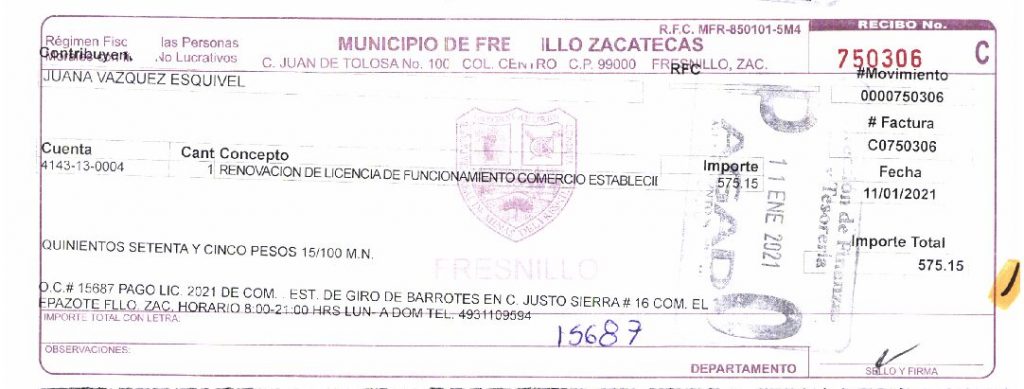 R.F.C. MFR-850101-5M4
RECIBO No.
Régimen Fisc las Personas
No Lucrativos
Contribuyen.
MUNICIPIO DE FRE ILLO ZACATECAS
C. JUAN DE TOLOSA No. 100 COL. CENTRO C.P. 99000 FRESNILLO, ZAC.
RFC
750306 C
JUANA VAZQUEZ ESQUIVEL
#Movimiento
0000750306
# Factura
C0750306
Fecha
11/01/2021
Cuenta Cant Concepto Importe
4143-13-0004 1 RENOVACION DE LICENCIA DE FUNCIONAMIENTO COMERCIO ESTABLECII 575.15
PAGADO
11 ENE 2021
de Finanzas
y Tesorería
Importe Total
575.15
QUINIENTOS SETENTA Y CINCO PESOS 15/100 M.N.
FRESNILLO
O.C.# 15687 PAGO LIC. 2021 DE COM. . EST. DE GIRO DE BARROTES EN C. JUSTO SIERRA # 16 COM. EL
EPAZOTE FLLO. ZAC. HORARIO 8:00-21:00 HRS LUN- A DOM TEL. 4931109594
IMPORTE TOTAL CON LETRA:
15687
OBSERVACIONES:
DEPARTAMENTO
SELLO Y FIRMA